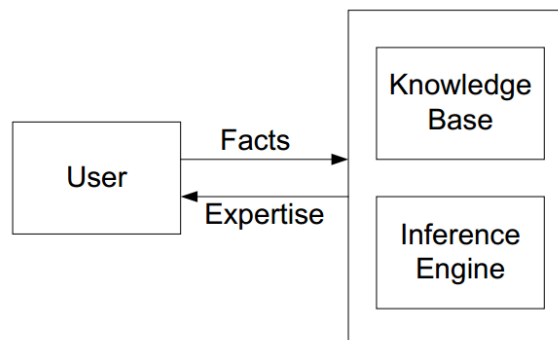 User
Facts
Expertise
Knowledge
Base
Inference
Engine